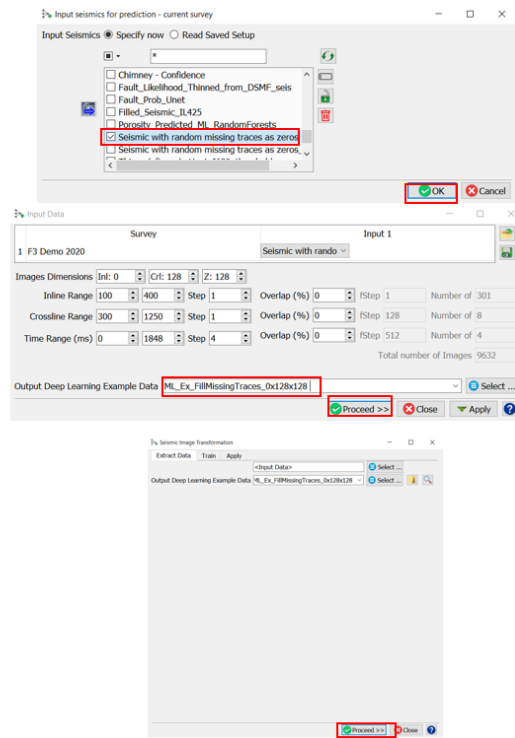 Input seismics for prediction - current survey
Input Seismics Specify now Read Saved Setup
*
Chimney - Confidence
Fault_Likelihood_Thinned_from_DSMF_seis
Fault_Prob_Unet
Filled_Seismic_IL425
Porosity_Predicted_ML_RandomForests
Seismic with random missing traces as zeros
Seismic with random missing traces as zeros_
OK Cancel
Input Data
Survey Input 1
1 F3 Demo 2020 Seismic with rando
Images Dimensions Inl: 0 Crl: 128 Z: 128
Inline Range 100 400 Step 1 Overlap (%) 0 fStep 1 Number of 301
Crossline Range 300 1250 Step 1 Overlap (%) 0 fStep 128 Number of 8
Time Range (ms) 0 1848 Step 4 Overlap (%) 0 fStep 512 Number of 4
Total number of Images 9632
Output Deep Learning Example Data ML_Ex_FillMissingTraces_0x128x128 Select ...
Proceed >> Close Apply ?
Seismic Image Transformation
Extract Data Train Apply
<Input Data> Select ...
Output Deep Learning Example Data ML_Ex_FillMissingTraces_0x128x128 Select ...
Proceed >> Close ?